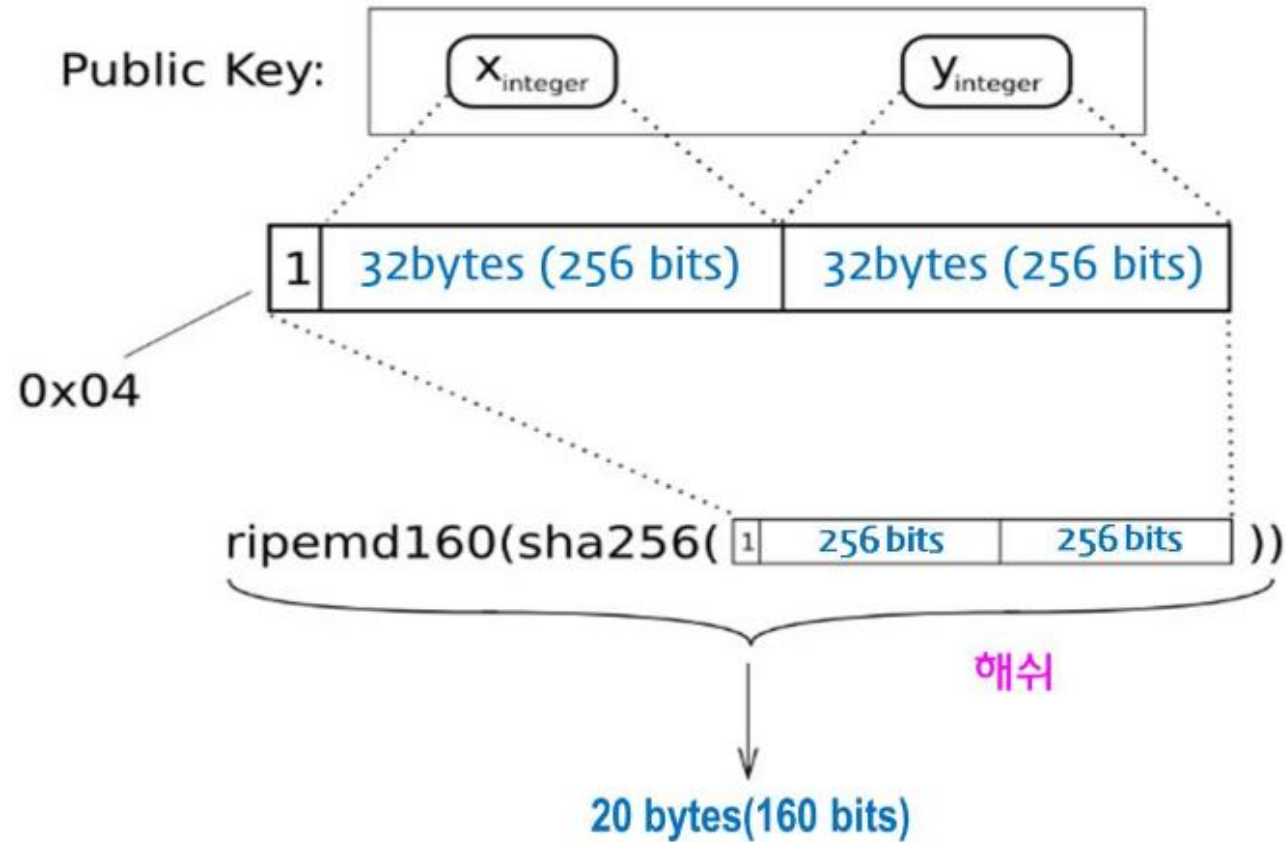 Public Key: xinteger yinteger
1 32bytes (256 bits) 32bytes (256 bits)
0x04
ripemd160(sha256( 1 256 bits 256 bits ))
해쉬
20 bytes(160 bits)